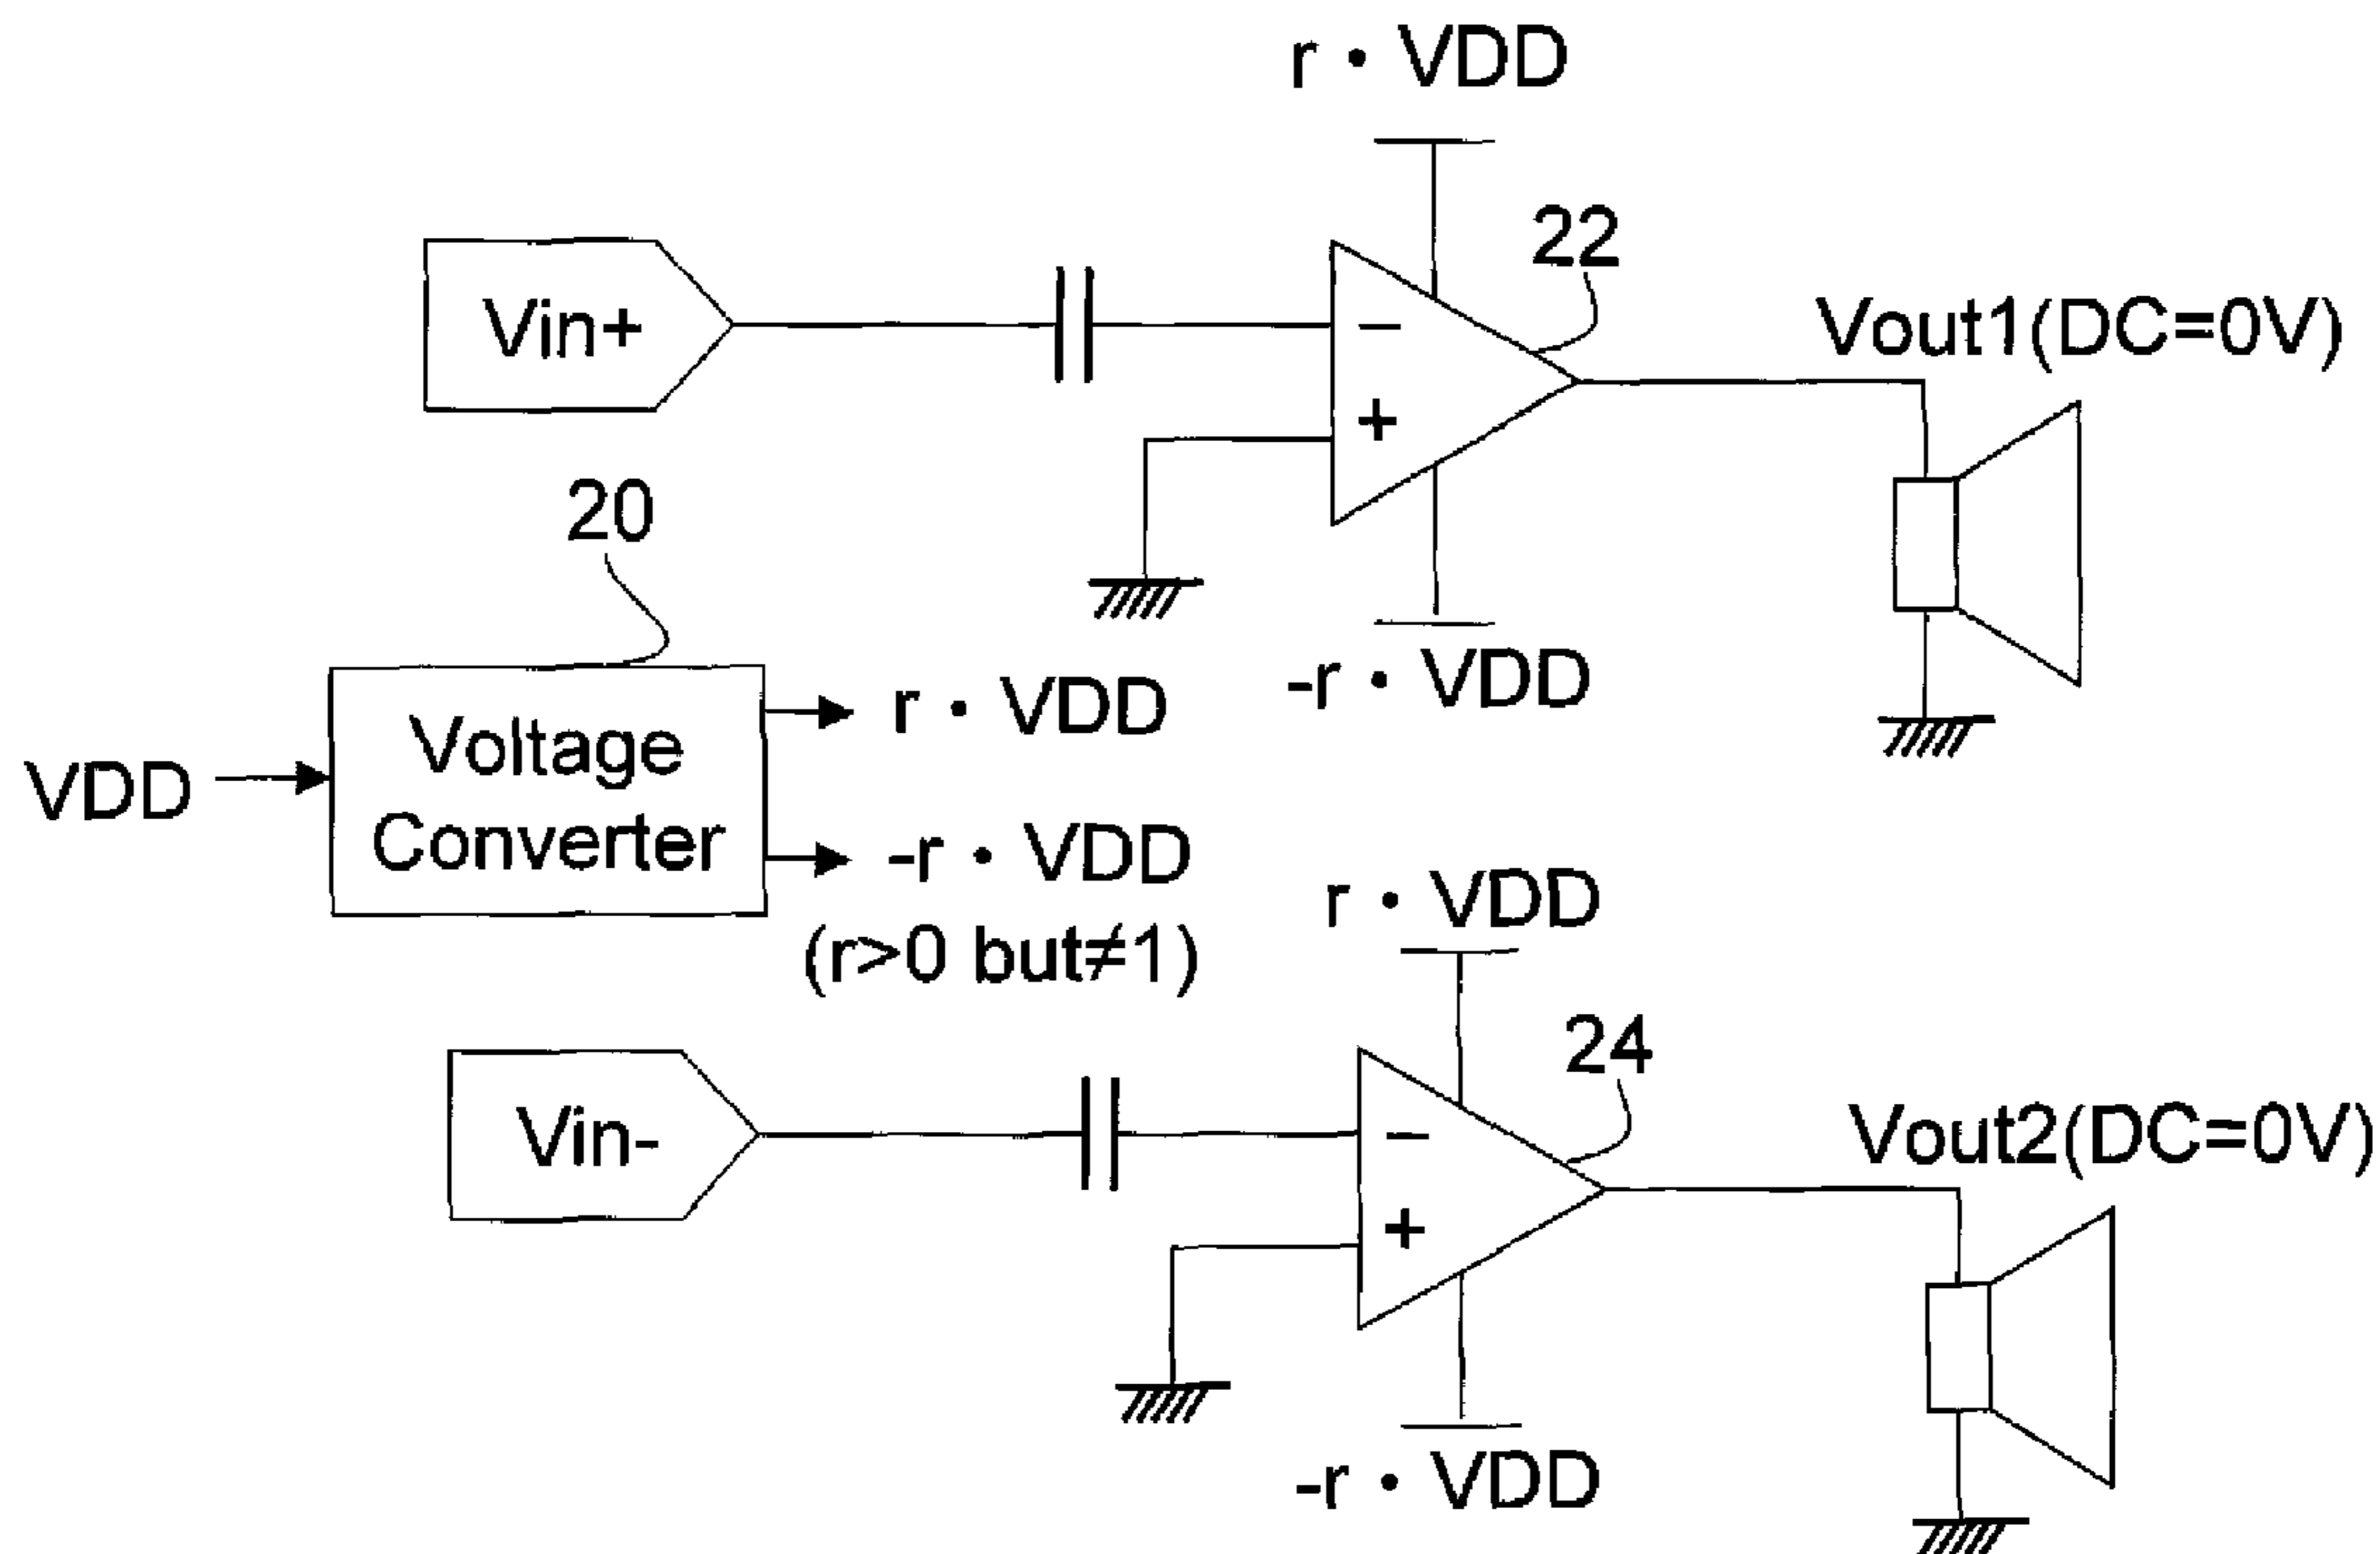 r • VDD
22
Vin+
−
+
Vout1(DC=0V)
-r • VDD
20
VDD
Voltage
Converter
r • VDD
-r • VDD
(r>0 but≠1)
r • VDD
24
Vin-
−
+
Vout2(DC=0V)
-r • VDD